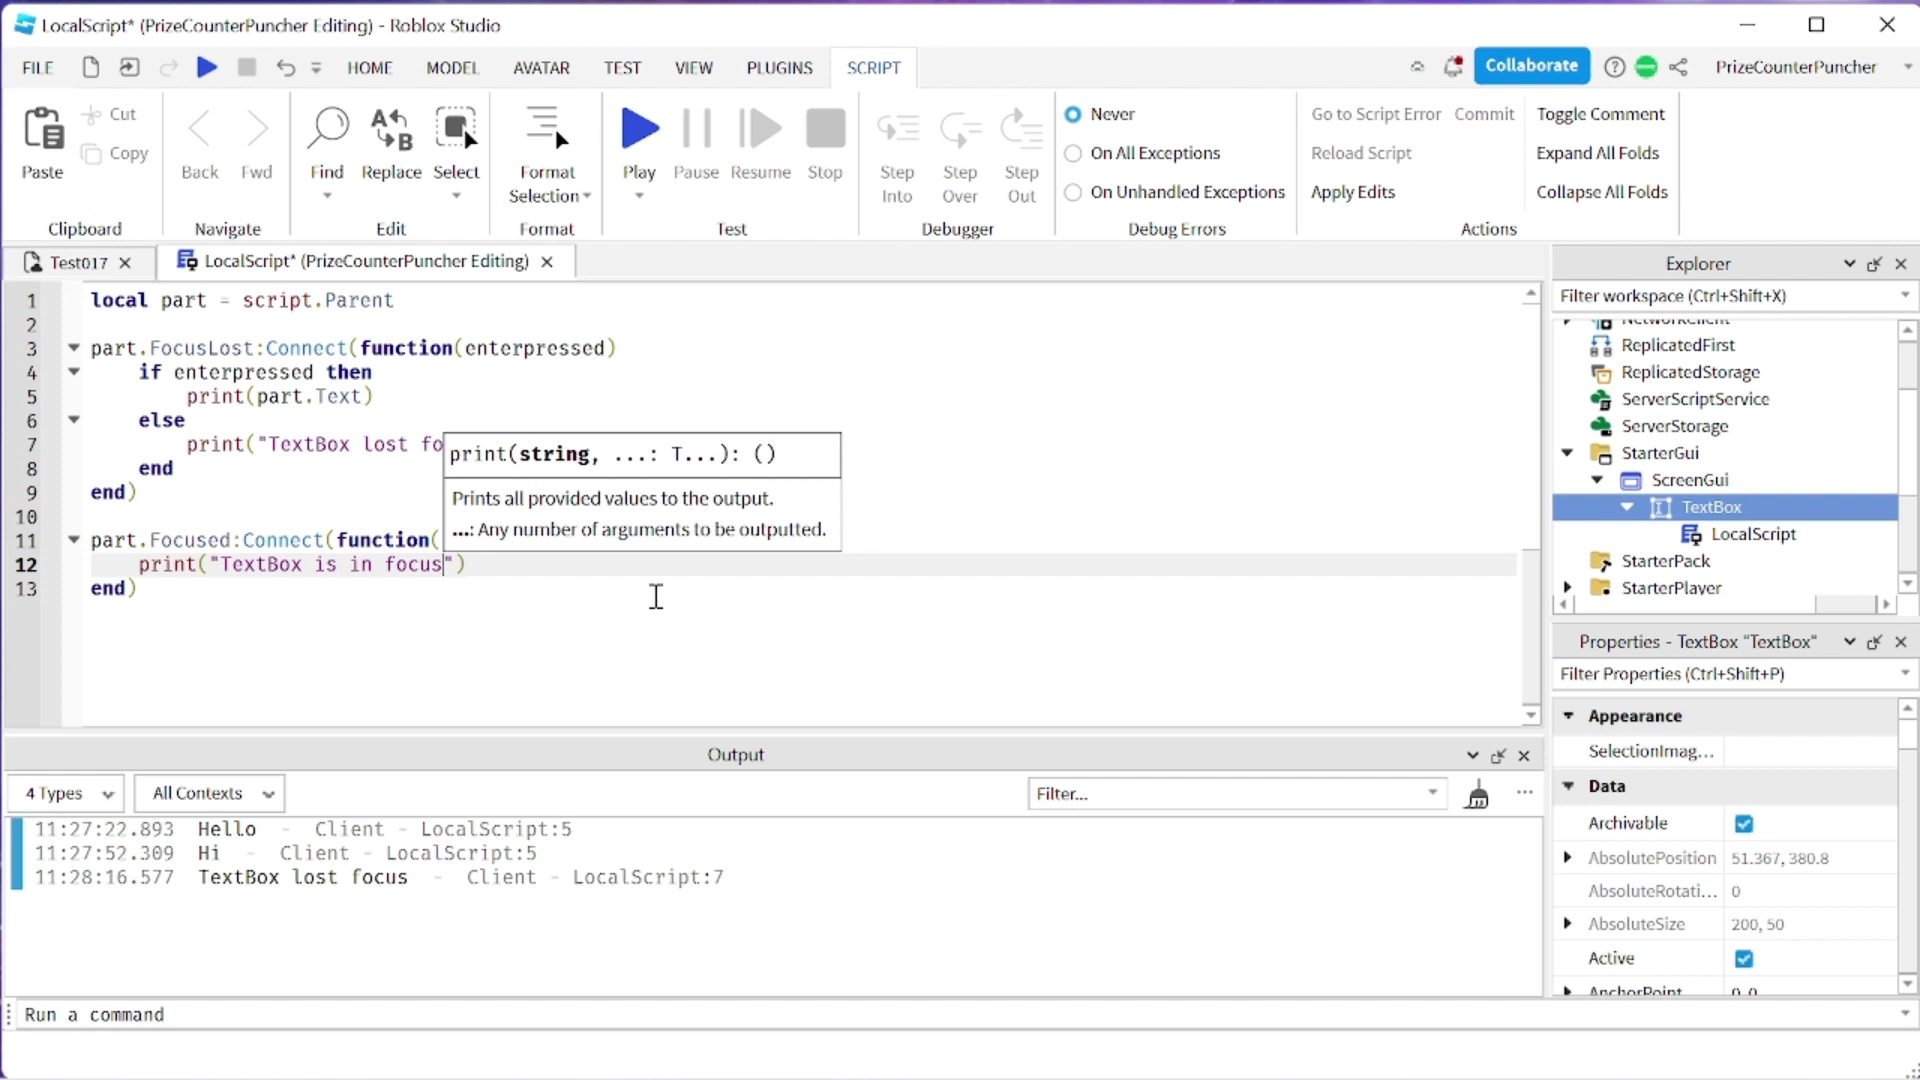 LocalScript* (PrizeCounterPuncher Editing) - Roblox Studio
FILE HOME MODEL AVATAR TEST VIEW PLUGINS SCRIPT Collaborate PrizeCounterPuncher
Paste Cut Copy Back Fwd Find Replace Select Format Selection Play Pause Resume Stop Step Into Step Over Step Out
Never
On All Exceptions
On Unhandled Exceptions
Go to Script Error Commit
Reload Script
Apply Edits
Toggle Comment
Expand All Folds
Collapse All Folds
Clipboard Navigate Edit Format Test Debugger Debug Errors Actions
Test017 LocalScript* (PrizeCounterPuncher Editing)
1 local part = script.Parent
2
3 part.FocusLost:Connect(function(enterpressed)
4 if enterpressed then
5 print(part.Text)
6 else
7 print("TextBox lost fo
8 end
9 end)
10
11 part.Focused:Connect(function(
12 print("TextBox is in focus")
13 end)
print(string, ...: T...): ()
Prints all provided values to the output.
...: Any number of arguments to be outputted.
Explorer
Filter workspace (Ctrl+Shift+X)
NetworkClient
ReplicatedFirst
ReplicatedStorage
ServerScriptService
ServerStorage
StarterGui
ScreenGui
TextBox
LocalScript
StarterPack
StarterPlayer
Properties - TextBox "TextBox"
Filter Properties (Ctrl+Shift+P)
Appearance
SelectionImag...
Data
Archivable
AbsolutePosition 51.367, 380.8
AbsoluteRotati... 0
AbsoluteSize 200, 50
Active
AnchorPoint 0, 0
Output
4 Types All Contexts Filter... ...
11:27:22.893 Hello - Client - LocalScript:5
11:27:52.309 Hi - Client - LocalScript:5
11:28:16.577 TextBox lost focus - Client - LocalScript:7
Run a command